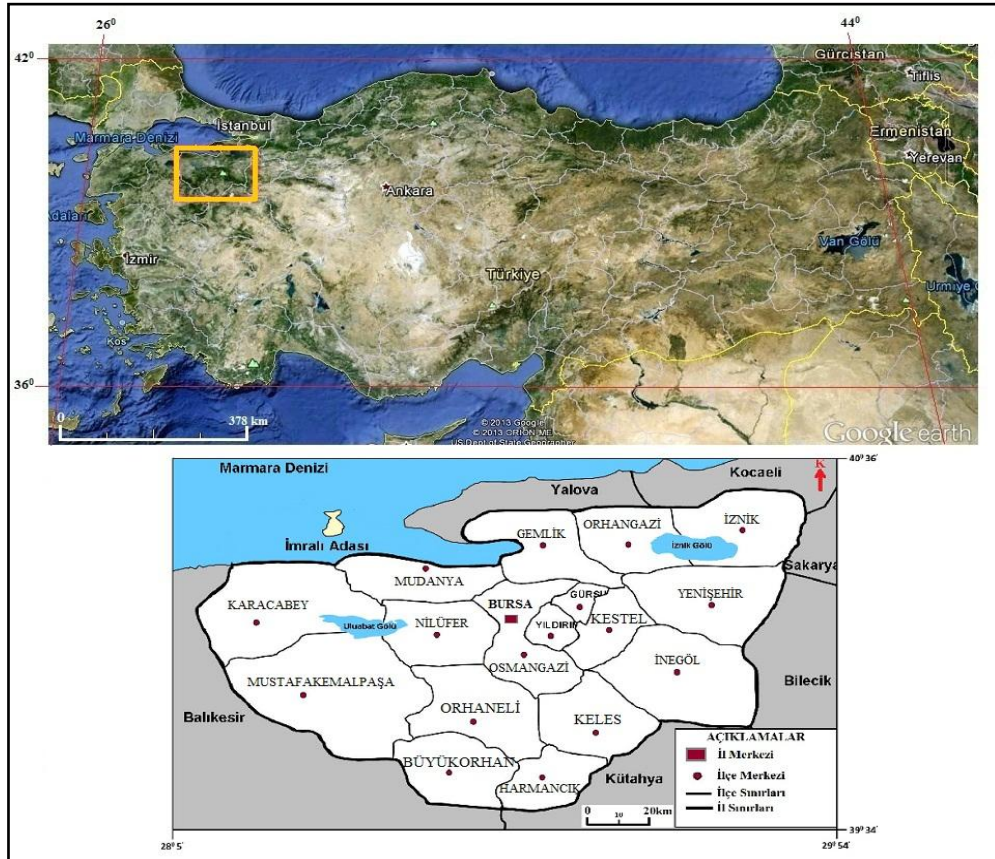 26⁰
44⁰
42⁰
Gürcistan
Tiflis
İstanbul
Marmara Denizi
Ermenistan
Yerevan
Ankara
Adaları
Van Gölü
İzmir
Türkiye
Urmiye G
Kos
36⁰
0
378 km
© 2013 Google
© 2013 ORION-ME
US Dept of State Geographer
Google earth
Marmara Denizi
Kocaeli
40⁰ 36
K
Yalova
İZNİK
ORHANGAZİ
GEMLİK
İmralı Adası
İznik Gölü
Sakarya
MUDANYA
GÜRSU
YENİŞEHİR
KARACABEY
BURSA
Uluabat Gölü
NİLÜFER
YILDIRIM
KESTEL
OSMANGAZİ
İNEGÖL
MUSTAFAKEMALPAŞA
Bilecik
Balıkesir
ORHANELİ
KELES
AÇIKLAMALAR
İl Merkezi
BÜYÜKORHAN
Kütahya
İlçe Merkezi
HARMANCIK
İlçe Sınırları
0 10 20km
İl Sınırları
39⁰ 34
28⁰5'
29⁰ 54